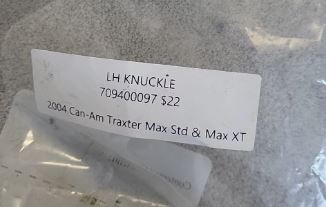 LH KNUCKLE
709400097 $22
2004 Can-Am Traxter Max Std & Max XT